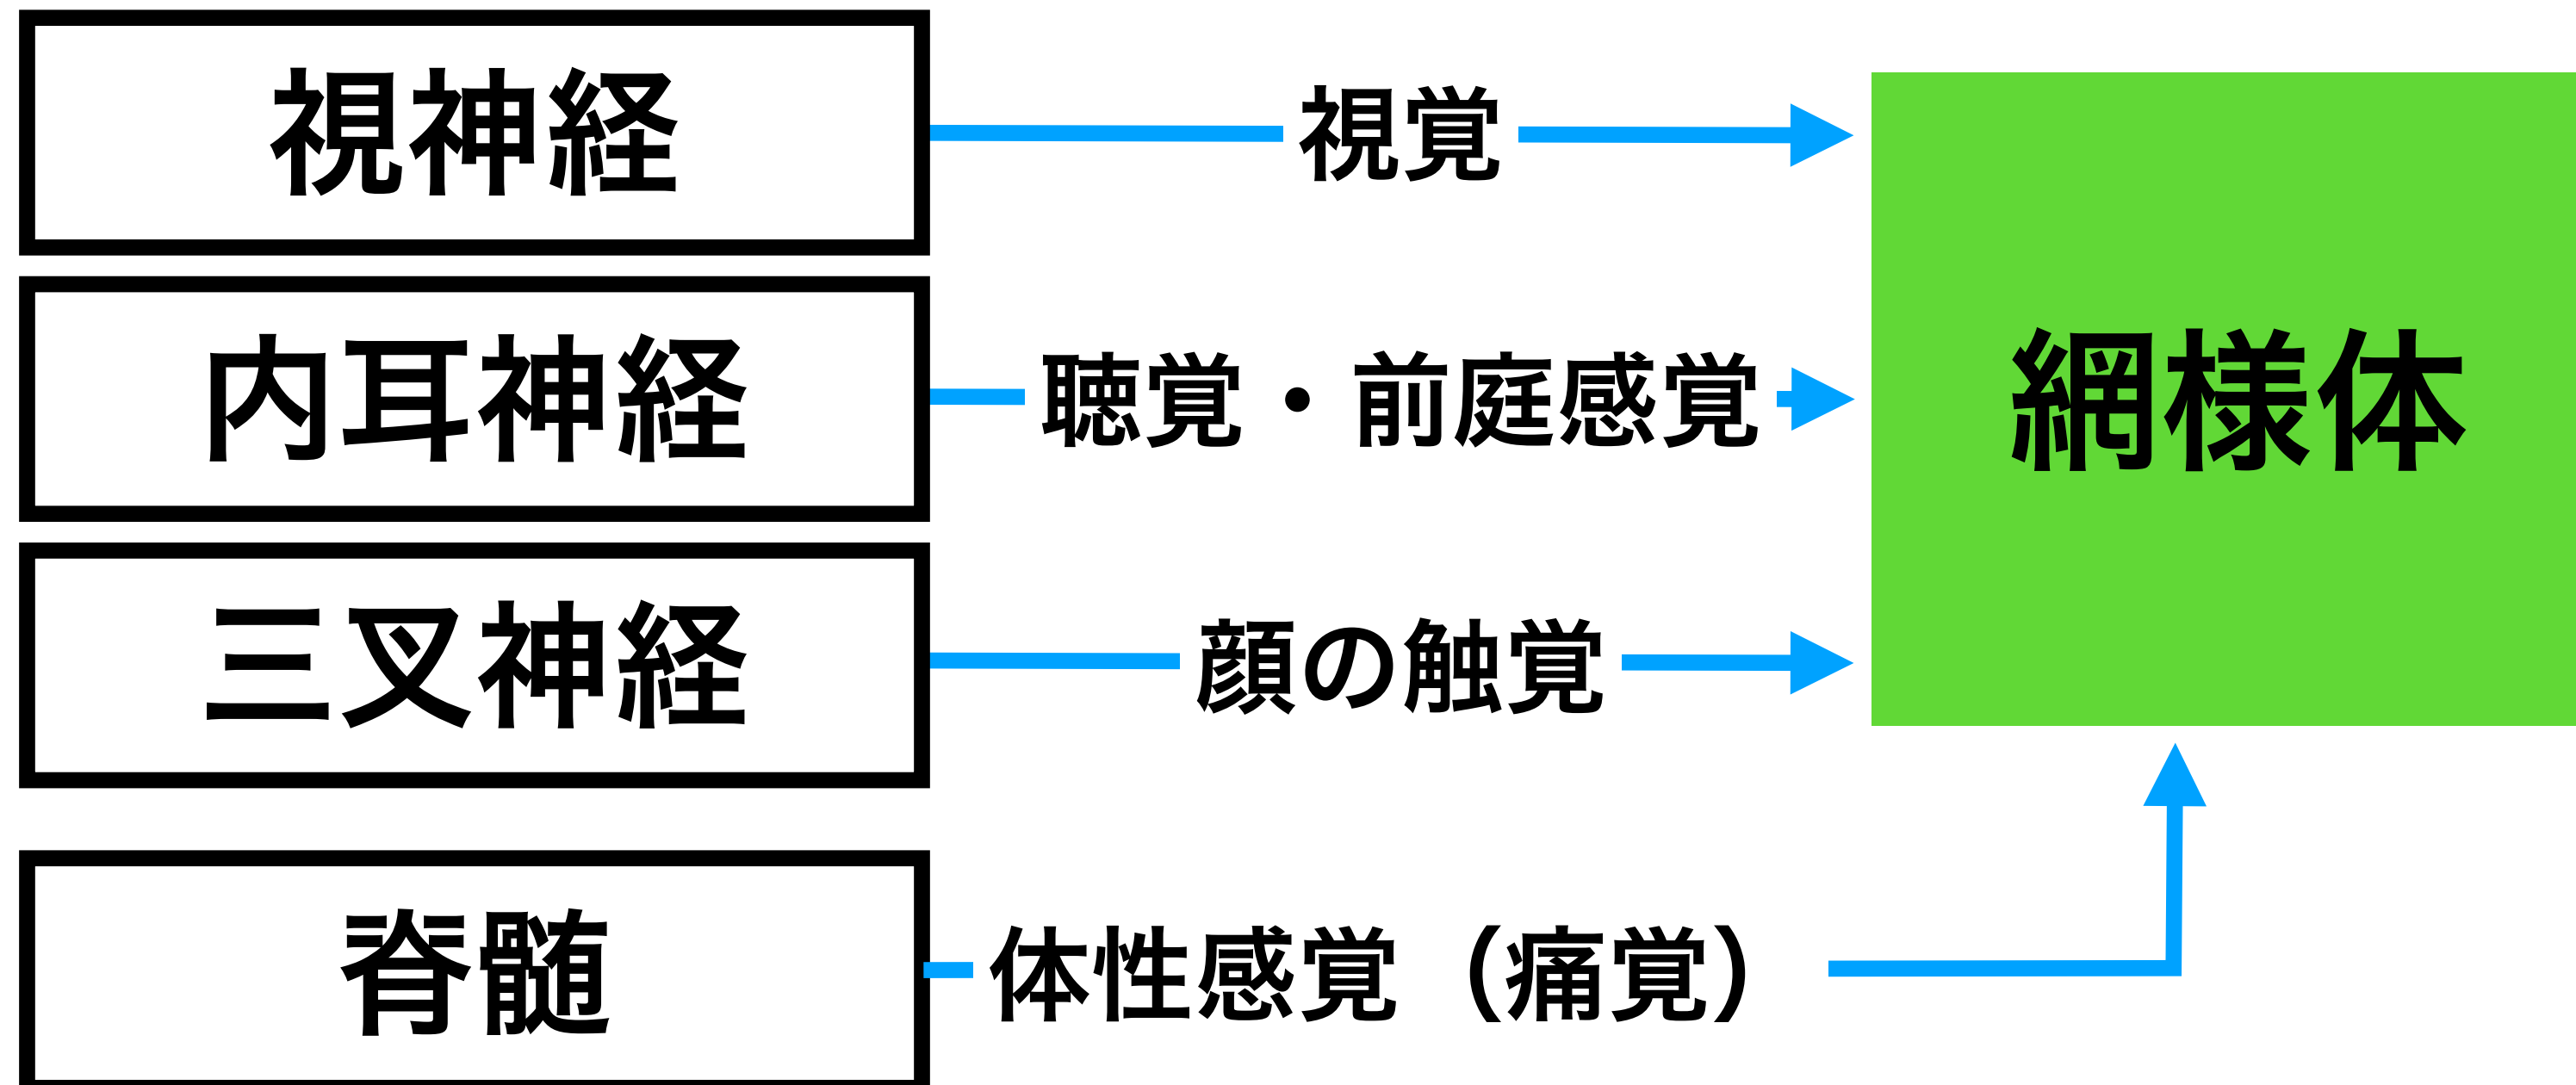 視神経
視覚
内耳神経
聴覚・前庭感覚
網様体
三叉神経
顔の触覚
脊髄
体性感覚（痛覚）